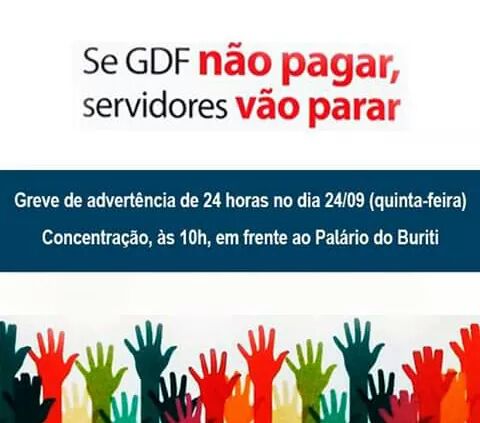 Se GDF não pagar,
servidores vão parar
Greve de advertência de 24 horas no dia 24/09 (quinta-feira)
Concentração, às 10h, em frente ao Palário do Buriti